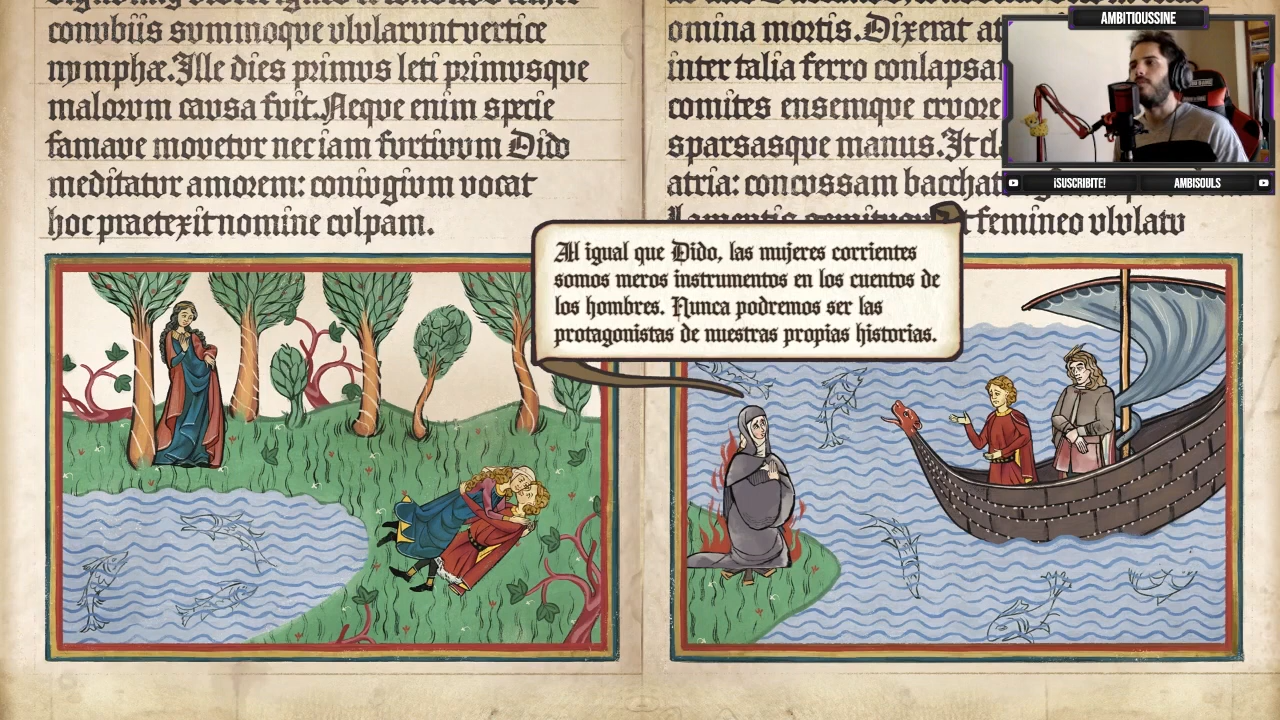 conubiis summoque ulularunt vertice
nymphæ. Ille dies primus leti primusque
malorum causa fuit. Neque enim specie
famave movetur nec iam furtivum Dido
meditatur amorem: coniugium vocat
hoc praetexit nomine culpam.
omina mortis. Dixerat
inter talia ferro conlapsa
comites ensemque cruore
sparsasque manus. It cla
atria: concussam bacchat
Lamentis gemituque et femineo ululatu
Al igual que Dido, las mujeres corrientes
somos meros instrumentos en los cuentos de
los hombres. Nunca podremos ser las
protagonistas de nuestras propias historias.
AMBITIOUSSINE
¡SUSCRIBITE! AMBISOULS